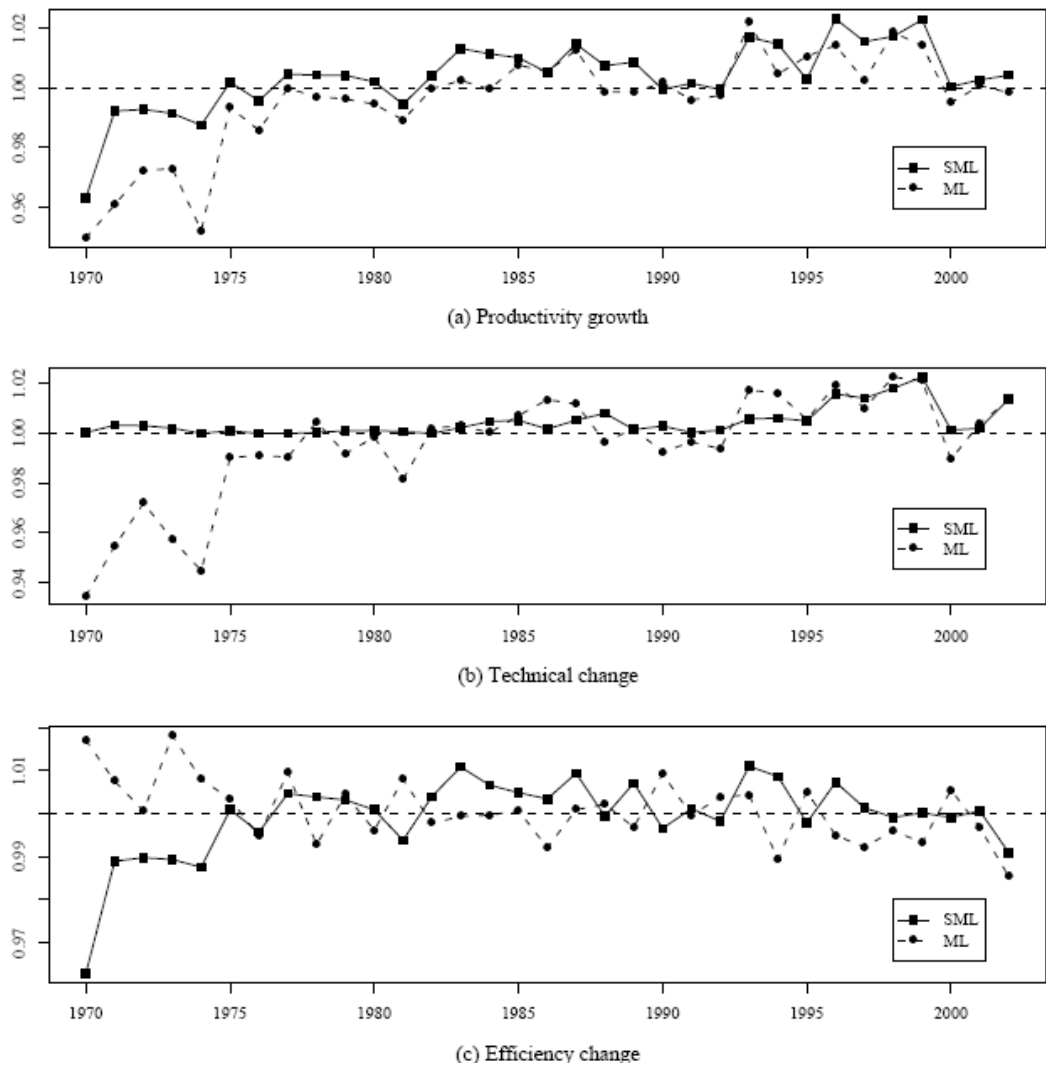 1.02
1.00
0.98
0.96
SML
ML
1970 1975 1980 1985 1990 1995 2000
(a) Productivity growth
1.02
1.00
0.98
0.96
0.94
SML
ML
1970 1975 1980 1985 1990 1995 2000
(b) Technical change
1.01
0.99
0.97
SML
ML
1970 1975 1980 1985 1990 1995 2000
(c) Efficiency change